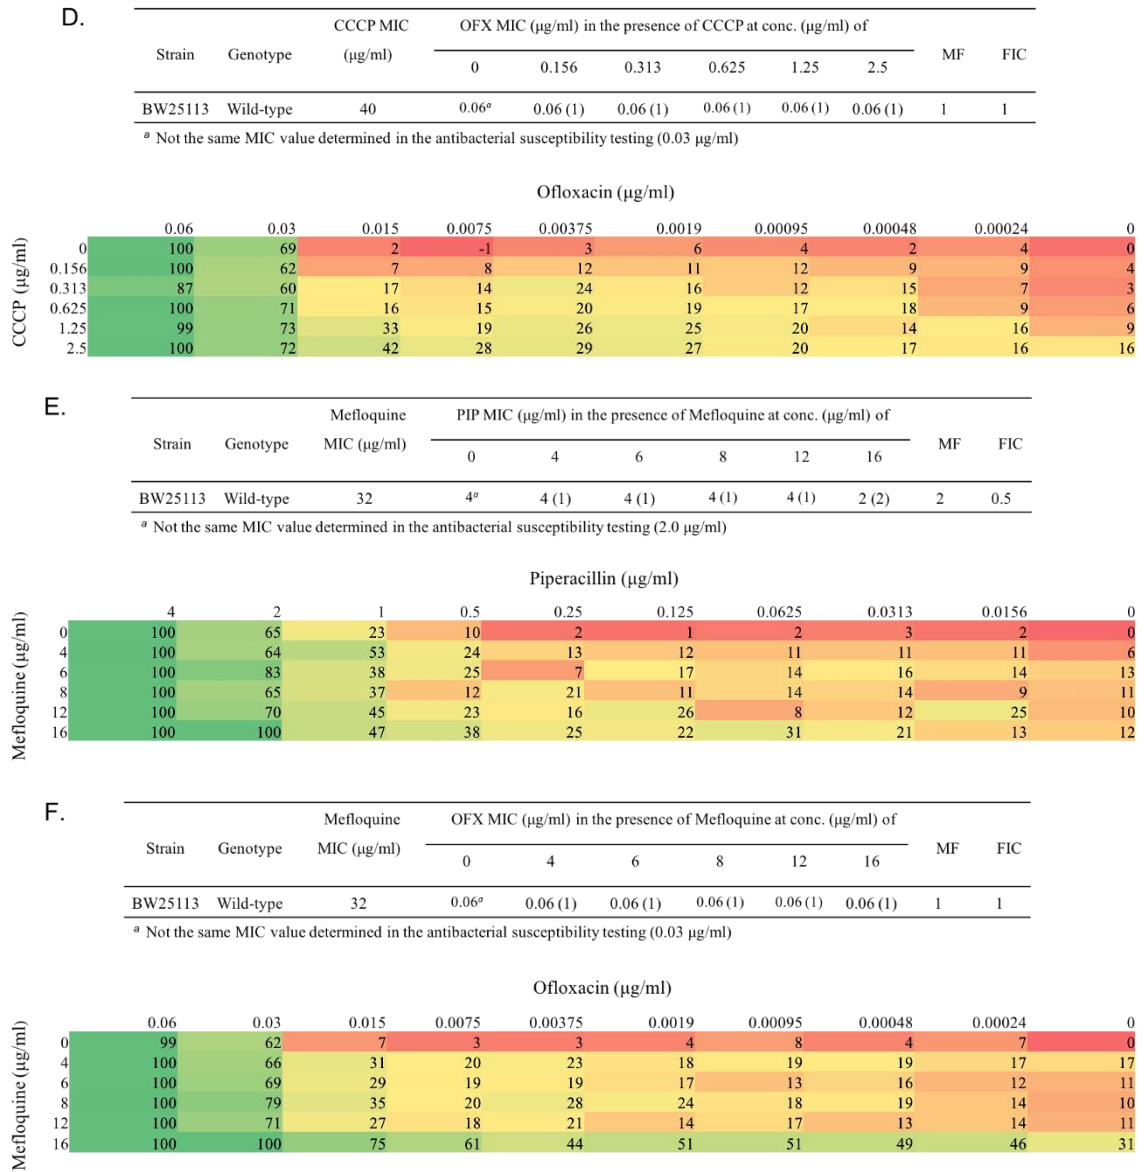 D.
CCCP MIC OFX MIC (μg/ml) in the presence of CCCP at conc. (μg/ml) of
Strain Genotype (μg/ml) MF FIC
0 0.156 0.313 0.625 1.25 2.5
BW25113 Wild-type 40 0.06a 0.06 (1) 0.06 (1) 0.06 (1) 0.06 (1) 0.06 (1) 1 1
a Not the same MIC value determined in the antibacterial susceptibility testing (0.03 μg/ml)
Ofloxacin (μg/ml)
0.06 0.03 0.015 0.0075 0.00375 0.0019 0.00095 0.00048 0.00024 0
CCCP (μg/ml)
0 100 69 2 -1 3 6 4 2 4 0
0.156 100 62 7 8 12 11 12 9 9 4
0.313 87 60 17 14 24 16 12 15 7 3
0.625 100 71 16 15 20 19 17 18 9 6
1.25 99 73 33 19 26 25 20 14 16 9
2.5 100 72 42 28 29 27 20 17 16 16
E.
Mefloquine PIP MIC (μg/ml) in the presence of Mefloquine at conc. (μg/ml) of
Strain Genotype MIC (μg/ml) MF FIC
0 4 6 8 12 16
BW25113 Wild-type 32 4a 4 (1) 4 (1) 4 (1) 4 (1) 2 (2) 2 0.5
a Not the same MIC value determined in the antibacterial susceptibility testing (2.0 μg/ml)
Piperacillin (μg/ml)
4 2 1 0.5 0.25 0.125 0.0625 0.0313 0.0156 0
Mefloquine (μg/ml)
0 100 65 23 10 2 1 2 3 2 0
4 100 64 53 24 13 12 11 11 11 6
6 100 83 38 25 7 17 14 16 14 13
8 100 65 37 12 21 11 14 14 9 11
12 100 70 45 23 16 26 8 12 25 10
16 100 100 47 38 25 22 31 21 13 12
F.
Mefloquine OFX MIC (μg/ml) in the presence of Mefloquine at conc. (μg/ml) of
Strain Genotype MIC (μg/ml) MF FIC
0 4 6 8 12 16
BW25113 Wild-type 32 0.06a 0.06 (1) 0.06 (1) 0.06 (1) 0.06 (1) 0.06 (1) 1 1
a Not the same MIC value determined in the antibacterial susceptibility testing (0.03 μg/ml)
Ofloxacin (μg/ml)
0.06 0.03 0.015 0.0075 0.00375 0.0019 0.00095 0.00048 0.00024 0
Mefloquine (μg/ml)
0 99 62 7 3 3 4 8 4 7 0
4 100 66 31 20 23 18 19 19 17 17
6 100 69 29 19 19 17 13 16 12 11
8 100 79 35 20 28 24 18 19 14 10
12 100 71 27 18 21 14 17 13 14 11
16 100 100 75 61 44 51 51 49 46 31